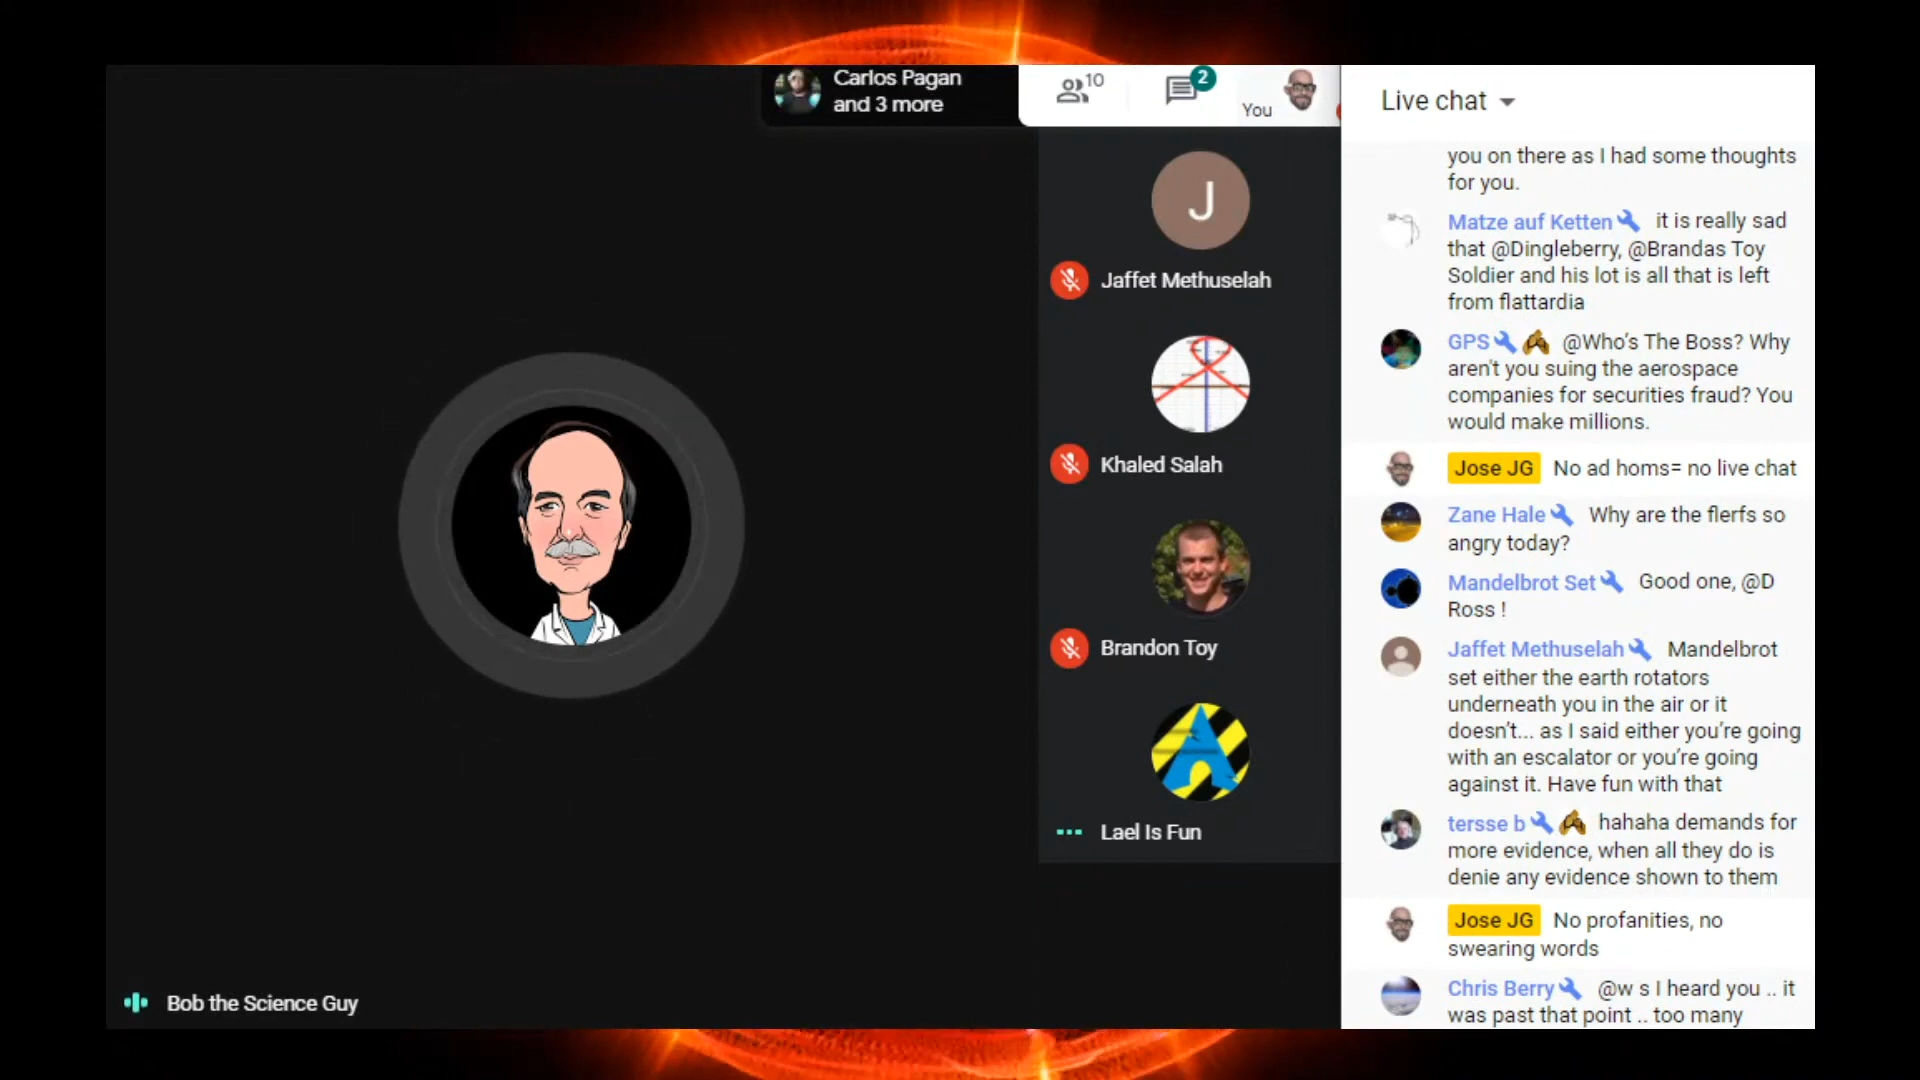 Carlos Pagan
and 3 more
10
2
You
J
Jaffet Methuselah
Khaled Salah
Brandon Toy
Lael Is Fun
Bob the Science Guy
Live chat
you on there as I had some thoughts
for you.
Matze auf Ketten it is really sad
that @Dingleberry, @Brandas Toy
Soldier and his lot is all that is left
from flattardia
GPS @Who's The Boss? Why
aren't you suing the aerospace
companies for securities fraud? You
would make millions.
Jose JG No ad homs= no live chat
Zane Hale Why are the flerfs so
angry today?
Mandelbrot Set Good one, @D
Ross !
Jaffet Methuselah Mandelbrot
set either the earth rotators
underneath you in the air or it
doesn't... as I said either you're going
with an escalator or you're going
against it. Have fun with that
tersse b hahaha demands for
more evidence, when all they do is
denie any evidence shown to them
Jose JG No profanities, no
swearing words
Chris Berry @w s I heard you .. it
was past that point .. too many